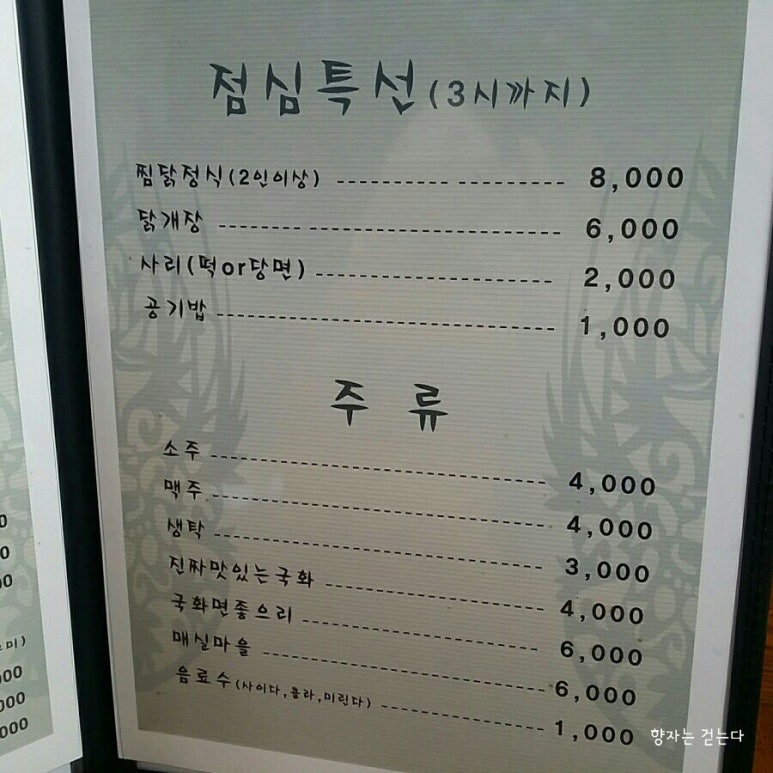 점심특선(3시까지)
찜닭정식(2인이상) 8,000
닭개장 6,000
사리(떡or당면) 2,000
공기밥 1,000
주 류
소주 4,000
맥주 4,000
생탁 3,000
진짜맛있는국화 4,000
국화면좋으리 6,000
매실마을 6,000
음료수(사이다,콜라,미린다) 1,000
향자는 걷는다